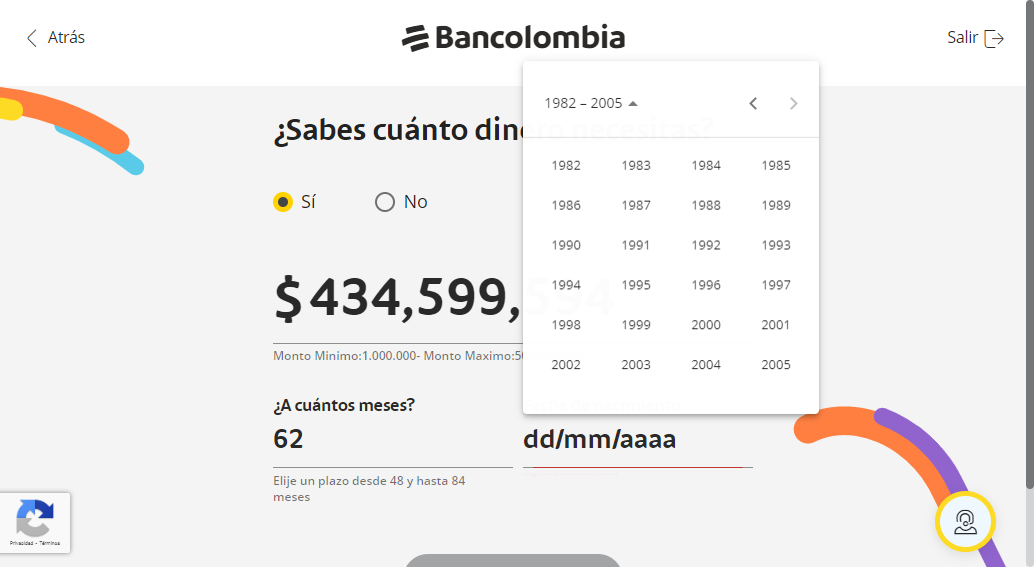 Atrás
Bancolombia
Salir
1982 – 2005
¿Sabes cuánto dinero necesitas?
1982 1983 1984 1985
Sí No
1986 1987 1988 1989
1990 1991 1992 1993
$ 434,599,594
1994 1995 1996 1997
1998 1999 2000 2001
Monto Minimo:1.000.000- Monto Maximo:50
2002 2003 2004 2005
¿A cuántos meses?
62
dd/mm/aaaa
Elije un plazo desde 48 y hasta 84
meses
Privacidad - Términos